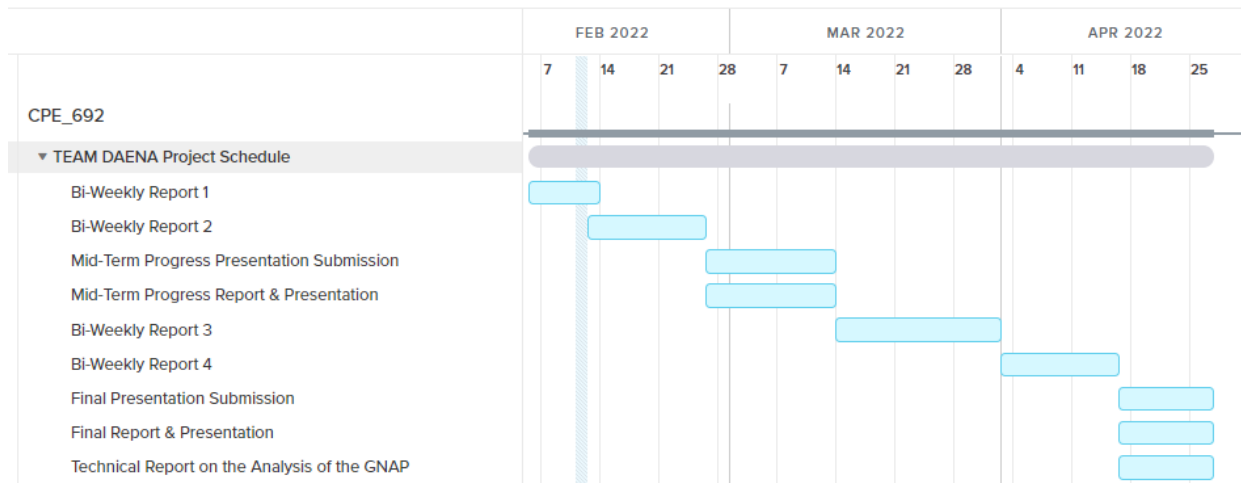 FEB 2022 MAR 2022 APR 2022
7 14 21 28 7 14 21 28 4 11 18 25
CPE_692
TEAM DAENA Project Schedule
Bi-Weekly Report 1
Bi-Weekly Report 2
Mid-Term Progress Presentation Submission
Mid-Term Progress Report & Presentation
Bi-Weekly Report 3
Bi-Weekly Report 4
Final Presentation Submission
Final Report & Presentation
Technical Report on the Analysis of the GNAP